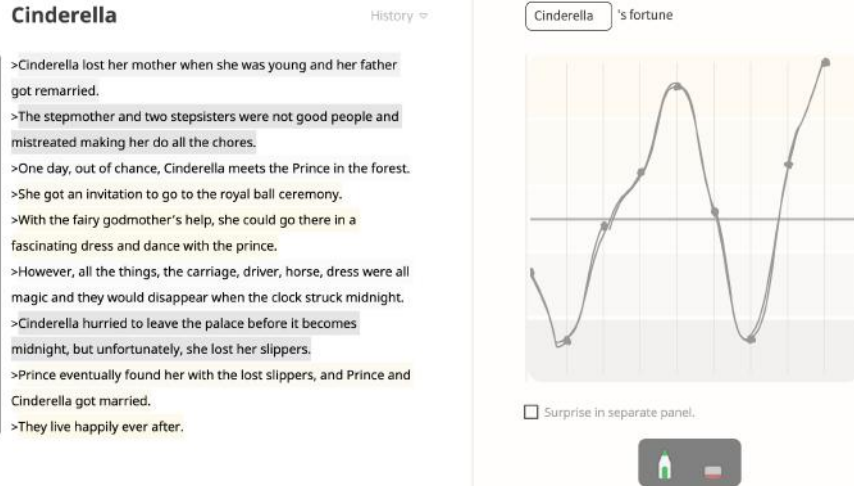 Cinderella
History
>Cinderella lost her mother when she was young and her father
got remarried.
>The stepmother and two stepsisters were not good people and
mistreated making her do all the chores.
>One day, out of chance, Cinderella meets the Prince in the forest.
>She got an invitation to go to the royal ball ceremony.
>With the fairy godmother's help, she could go there in a
fascinating dress and dance with the prince.
>However, all the things, the carriage, driver, horse, dress were all
magic and they would disappear when the clock struck midnight.
>Cinderella hurried to leave the palace before it becomes
midnight, but unfortunately, she lost her slippers.
>Prince eventually found her with the lost slippers, and Prince and
Cinderella got married.
>They live happily ever after.
Cinderella 's fortune
Surprise in separate panel.